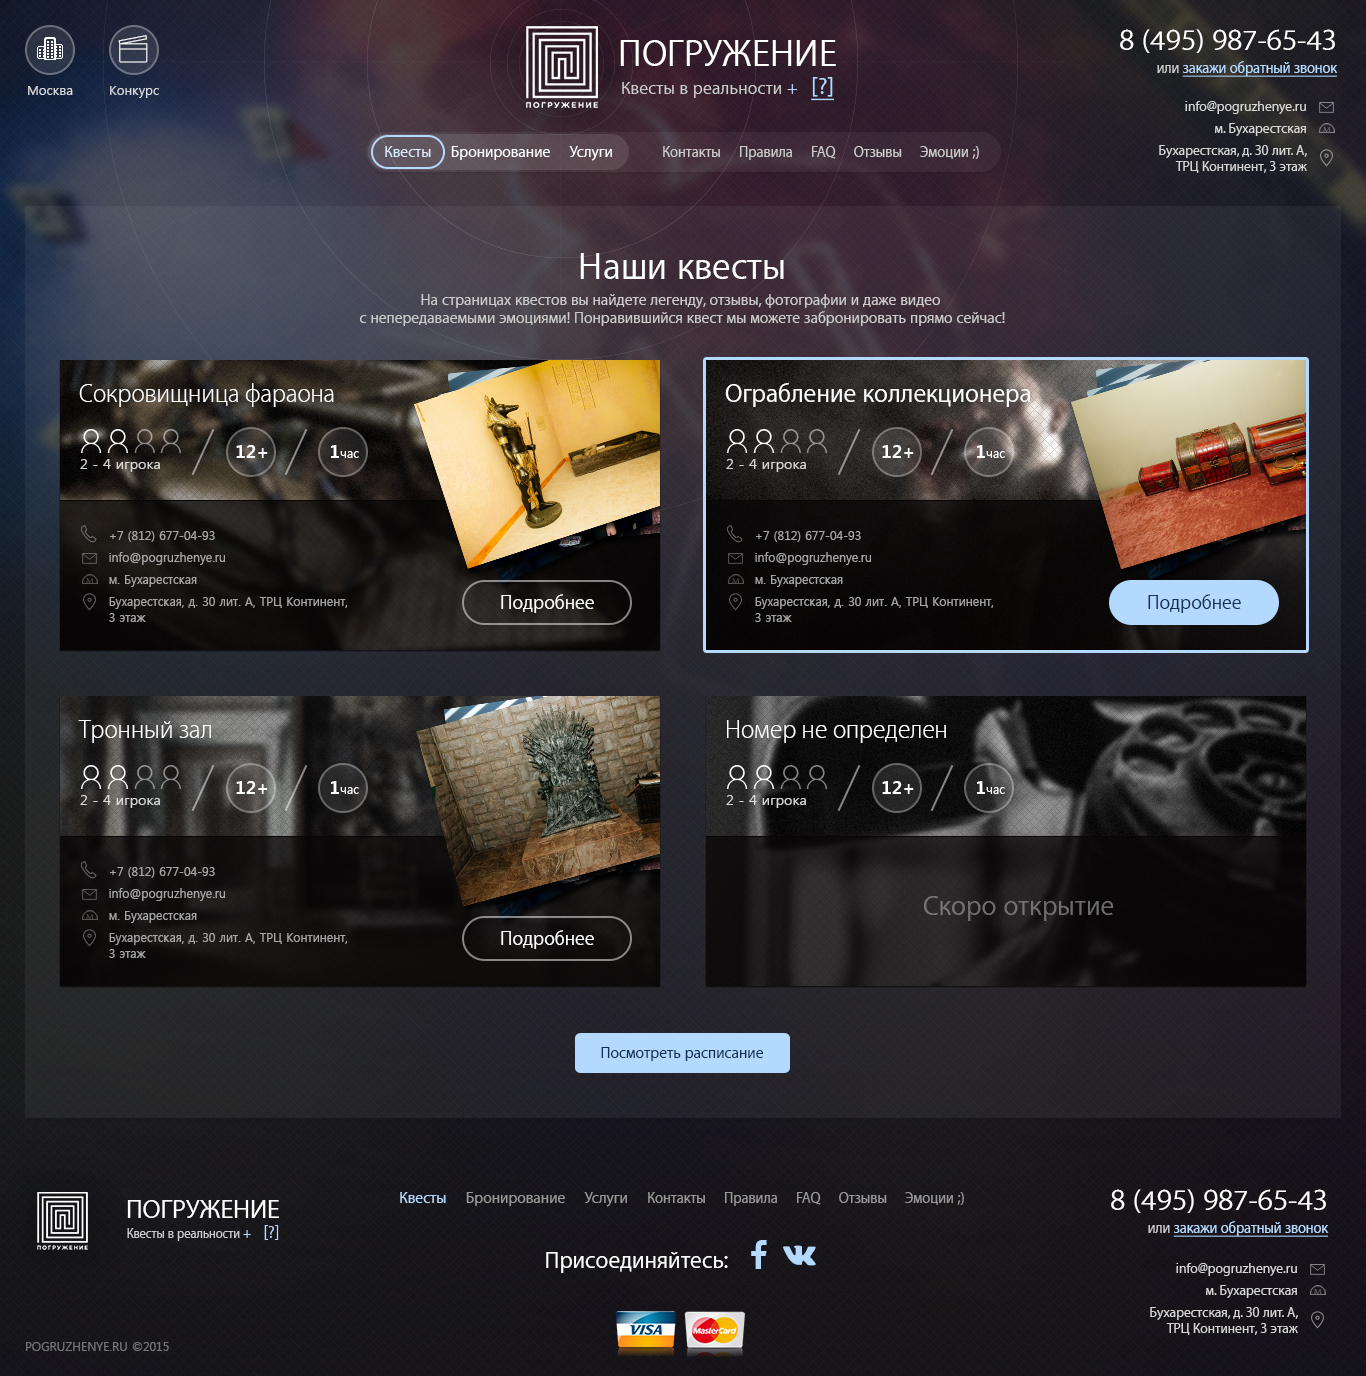 Москва
Конкурс
ПОГРУЖЕНИЕ
ПОГРУЖЕНИЕ
Квесты в реальности + [?]
8 (495) 987-65-43
или закажи обратный звонок
info@pogruzhenye.ru
м. Бухарестская
Бухарестская, д. 30 лит. А,
ТРЦ Континент, 3 этаж
Квесты Бронирование Услуги Контакты Правила FAQ Отзывы Эмоции ;)
Наши квесты
На страницах квестов вы найдете легенду, отзывы, фотографии и даже видео
с непередаваемыми эмоциями! Понравившийся квест мы можете забронировать прямо сейчас!
Сокровищница фараона
2 - 4 игрока
12+
1час
+7 (812) 677-04-93
info@pogruzhenye.ru
м. Бухарестская
Бухарестская, д. 30 лит. А, ТРЦ Континент,
3 этаж
Подробнее
Ограбление коллекционера
2 - 4 игрока
12+
1час
+7 (812) 677-04-93
info@pogruzhenye.ru
м. Бухарестская
Бухарестская, д. 30 лит. А, ТРЦ Континент,
3 этаж
Подробнее
Тронный зал
2 - 4 игрока
12+
1час
+7 (812) 677-04-93
info@pogruzhenye.ru
м. Бухарестская
Бухарестская, д. 30 лит. А, ТРЦ Континент,
3 этаж
Подробнее
Номер не определен
2 - 4 игрока
12+
1час
Скоро открытие
Посмотреть расписание
ПОГРУЖЕНИЕ
ПОГРУЖЕНИЕ
Квесты в реальности + [?]
Квесты Бронирование Услуги Контакты Правила FAQ Отзывы Эмоции ;)
Присоединяйтесь:
VISA
MasterCard
8 (495) 987-65-43
или закажи обратный звонок
info@pogruzhenye.ru
м. Бухарестская
Бухарестская, д. 30 лит. А,
ТРЦ Континент, 3 этаж
POGRUZHENYE.RU ©2015